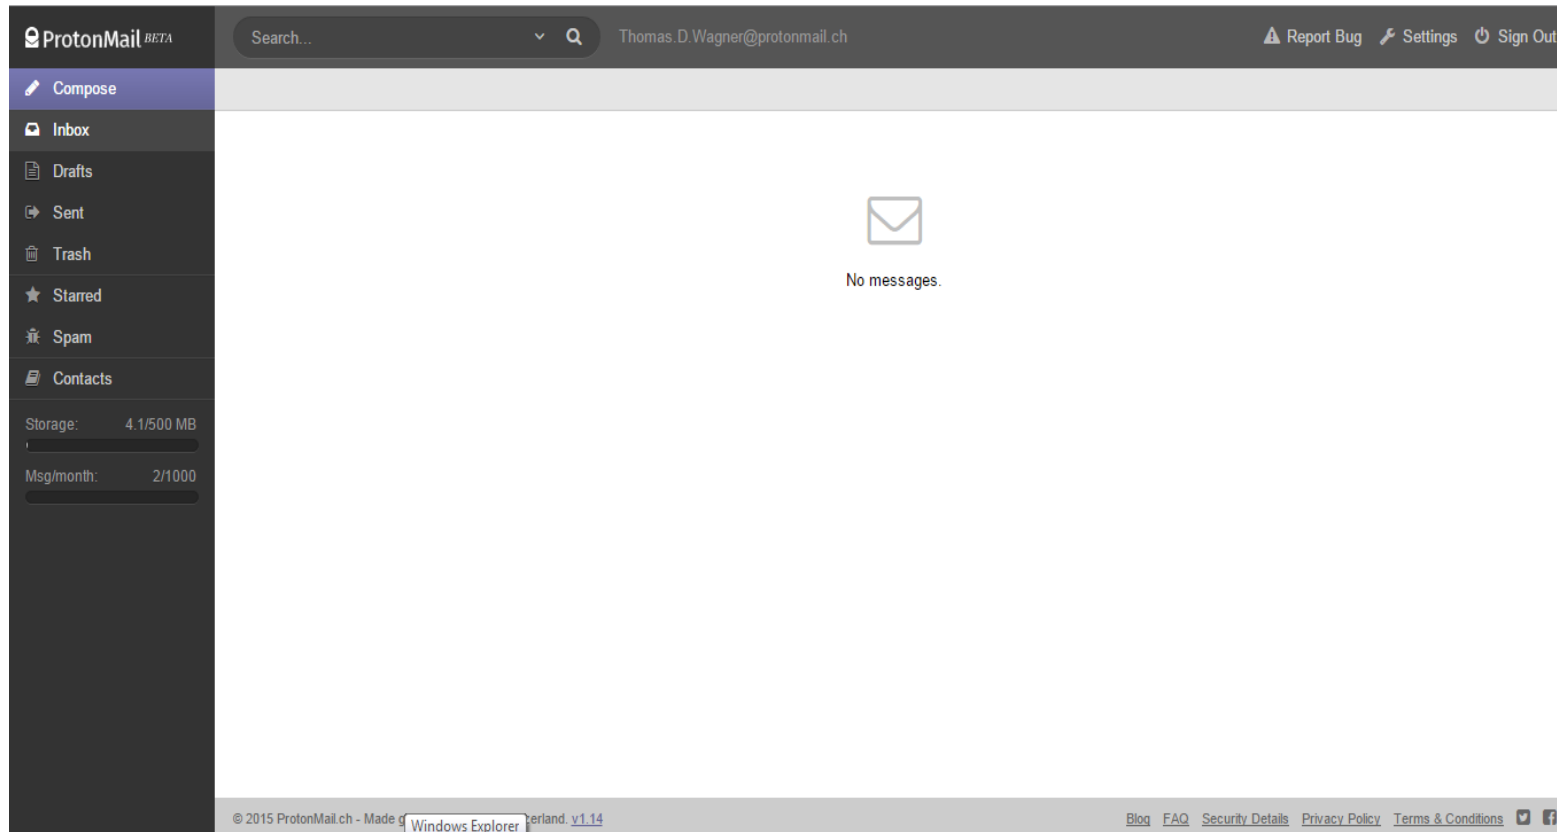 ProtonMail BETA
Search...
Thomas.D.Wagner@protonmail.ch
Report Bug
Settings
Sign Out
Compose
Inbox
Drafts
Sent
Trash
Starred
Spam
Contacts
Storage: 4.1/500 MB
Msg/month: 2/1000
No messages.
© 2015 ProtonMail.ch - Made g
Windows Explorer
erland. v1.14
Blog FAQ Security Details Privacy Policy Terms & Conditions